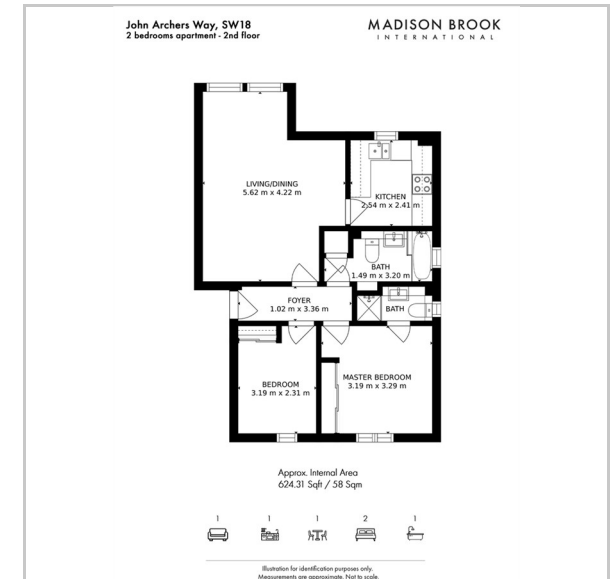 John Archers Way, SW18
2 bedrooms apartment - 2nd floor
MADISON BROOK
INTERNATIONAL
LIVING/DINING
5.62 m x 4.22 m
KITCHEN
2.54 m x 2.41 m
BATH
1.49 m x 3.20 m
FOYER
1.02 m x 3.36 m
BATH
BEDROOM
3.19 m x 2.31 m
MASTER BEDROOM
3.19 m x 3.29 m
Approx. Internal Area
624.31 Sqft / 58 Sqm
1 1 1 2 1
Illustration for identification purposes only.
Measurements are approximate. Not to scale.